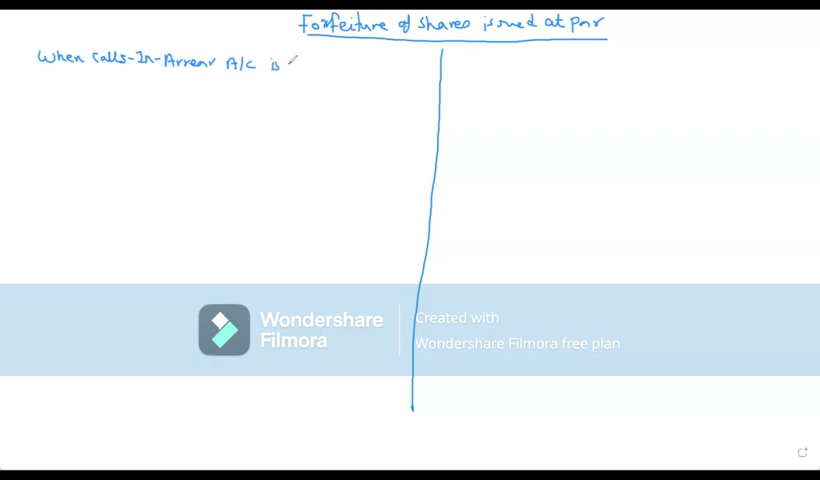 Forfeiture of shares issued at par
When Calls-In-Arrear A/C is
Wondershare
Filmora
Created with
Wondershare Filmora free plan